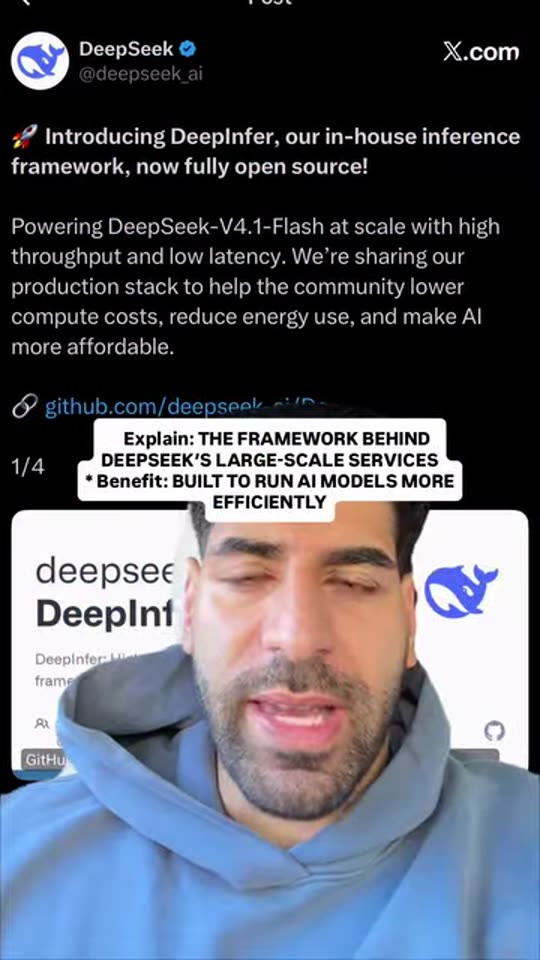 DeepSeek
@deepseek_ai
X.com
🚀 Introducing DeepInfer, our in-house inference
framework, now fully open source!
Powering DeepSeek-V4.1-Flash at scale with high
throughput and low latency. We’re sharing our
production stack to help the community lower
compute costs, reduce energy use, and make AI
more affordable.
🔗 github.com/deepseek_ai/De
Explain: THE FRAMEWORK BEHIND
DEEPSEEK’S LARGE-SCALE SERVICES
* Benefit: BUILT TO RUN AI MODELS MORE
EFFICIENTLY
1/4
deepsee
DeepInf
DeepInfer:
frame
GitHu